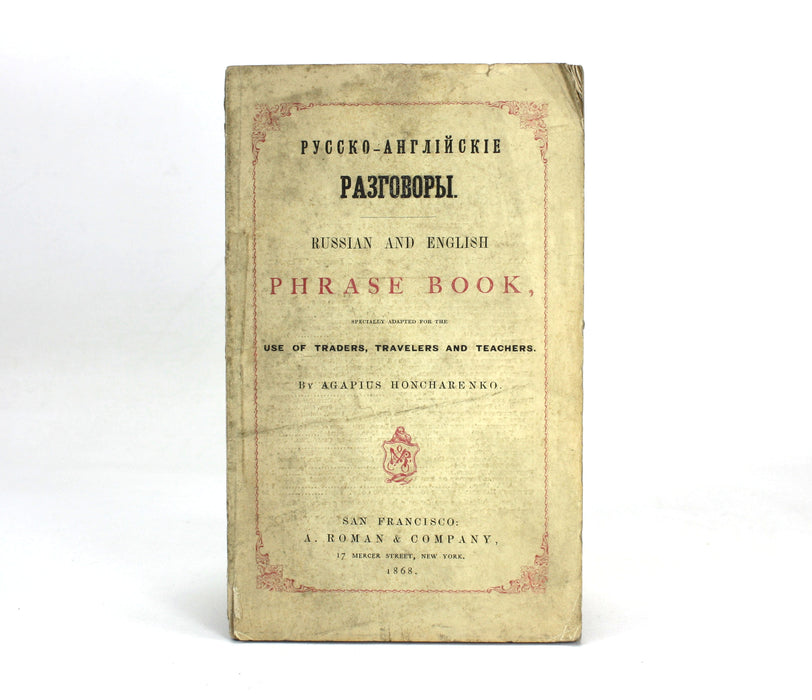 РУССКО-АНГЛІЙСКІЕ
РАЗГОВОРЫ.
RUSSIAN AND ENGLISH
PHRASE BOOK,
SPECIALLY ADAPTED FOR THE
USE OF TRADERS, TRAVELERS AND TEACHERS.
BY AGAPIUS HONCHARENKO.
SAN FRANCISCO:
A. ROMAN & COMPANY,
17 MERCER STREET, NEW YORK.
1868.